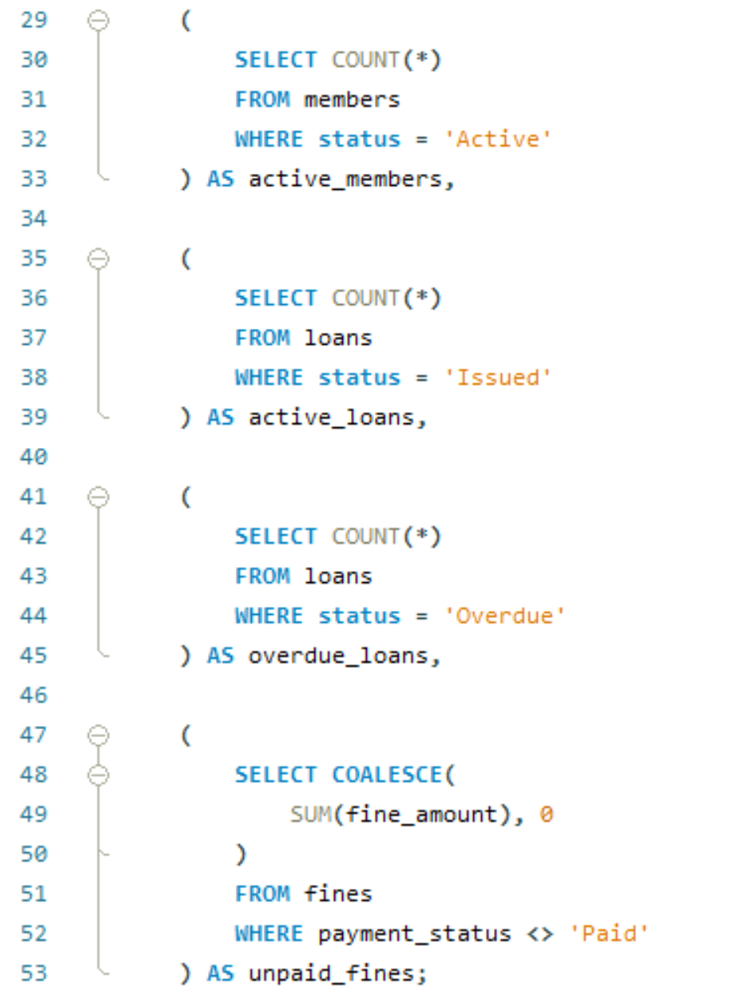 29 (
30 SELECT COUNT(*)
31 FROM members
32 WHERE status = 'Active'
33 ) AS active_members,
34
35 (
36 SELECT COUNT(*)
37 FROM loans
38 WHERE status = 'Issued'
39 ) AS active_loans,
40
41 (
42 SELECT COUNT(*)
43 FROM loans
44 WHERE status = 'Overdue'
45 ) AS overdue_loans,
46
47 (
48 SELECT COALESCE(
49 SUM(fine_amount), 0
50 )
51 FROM fines
52 WHERE payment_status <> 'Paid'
53 ) AS unpaid_fines;